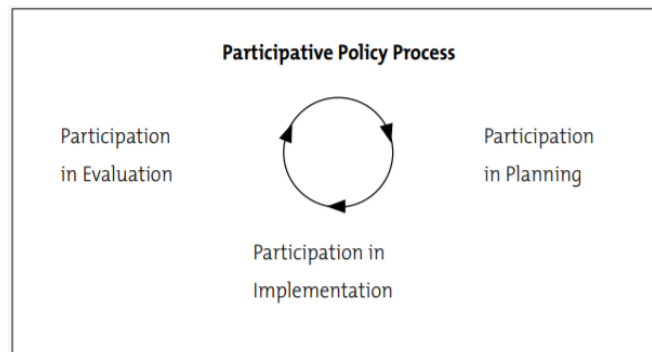 Participative Policy Process
Participation
in Evaluation
Participation
in Planning
Participation in
Implementation